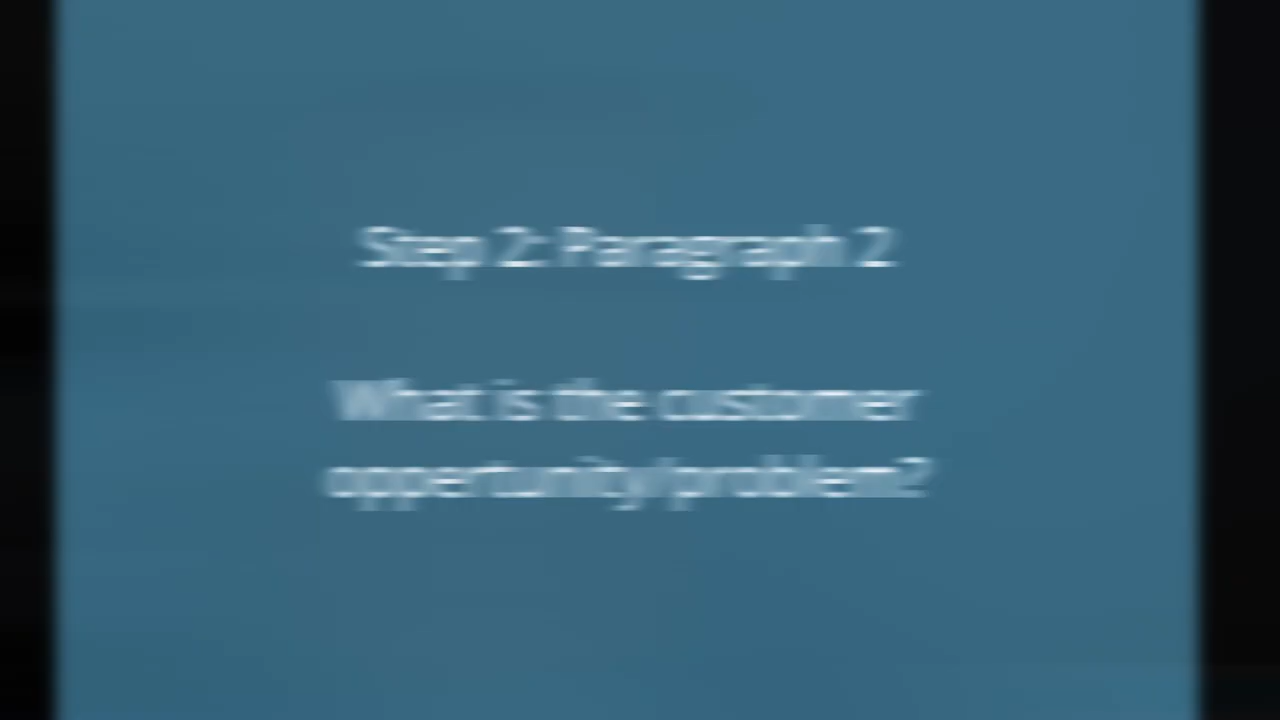 Step 2: Paragraph 2
What is the customer
opportunity/problem?